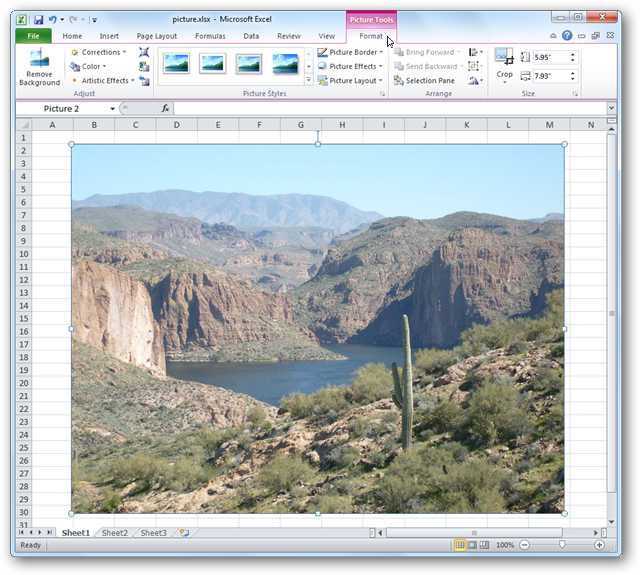 picture.xlsx - Microsoft Excel
Picture Tools
File Home Insert Page Layout Formulas Data Review View Format
Remove Background
Corrections
Color
Artistic Effects
Adjust
Picture Styles
Picture Border
Picture Effects
Picture Layout
Bring Forward
Send Backward
Selection Pane
Arrange
Crop
5.95"
7.93"
Size
Picture 2
fx
A B C D E F G H I J K L M N
1
2
3
4
5
6
7
8
9
10
11
12
13
14
15
16
17
18
19
20
21
22
23
24
25
26
27
28
29
30
31
Sheet1 Sheet2 Sheet3
Ready
100%